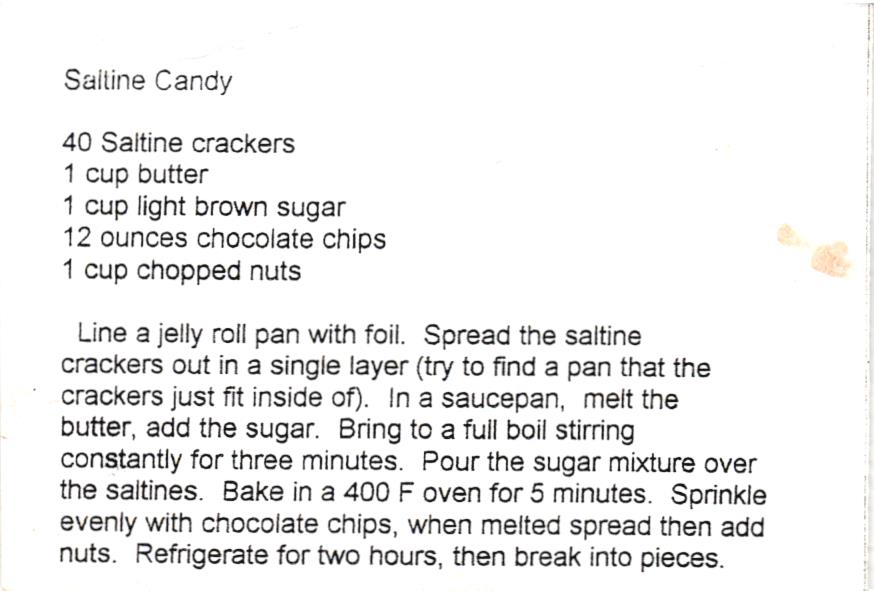 Saltine Candy
40 Saltine crackers
1 cup butter
1 cup light brown sugar
12 ounces chocolate chips
1 cup chopped nuts
Line a jelly roll pan with foil. Spread the saltine
crackers out in a single layer (try to find a pan that the
crackers just fit inside of). In a saucepan, melt the
butter, add the sugar. Bring to a full boil stirring
constantly for three minutes. Pour the sugar mixture over
the saltines. Bake in a 400 F oven for 5 minutes. Sprinkle
evenly with chocolate chips, when melted spread then add
nuts. Refrigerate for two hours, then break into pieces.